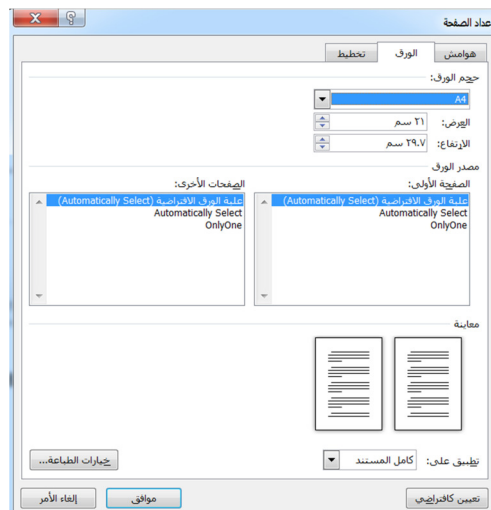 عداد الصفحة
هوامش الورق تخطيط
حجم الورق:
A4
العرض: ٢١ سم
الارتفاع: ٢٩.٧ سم
مصدر الورق
الصفحة الأولى:
علبة الورق الافتراضية (Automatically Select)
Automatically Select
OnlyOne
الصفحات الأخرى:
علبة الورق الافتراضية (Automatically Select)
Automatically Select
OnlyOne
معاينة
تطبيق على: كامل المستند
خيارات الطباعة...
تعيين كافتراضي موافق إلغاء الأمر